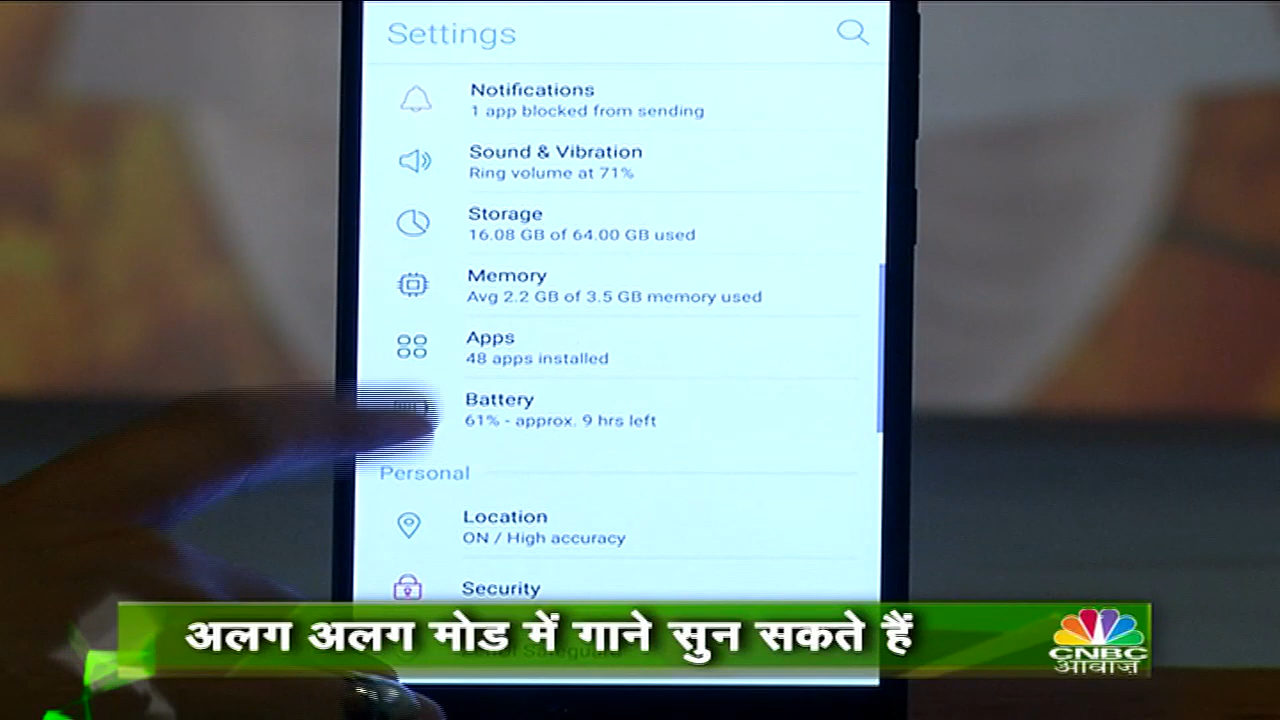 Settings
Notifications
1 app blocked from sending
Sound & Vibration
Ring volume at 71%
Storage
16.08 GB of 64.00 GB used
Memory
Avg 2.2 GB of 3.5 GB memory used
Apps
48 apps installed
Battery
61% - approx. 9 hrs left
Personal
Location
ON / High accuracy
Security
अलग अलग मोड में गाने सुन सकते हैं
CNBC
आवाज़